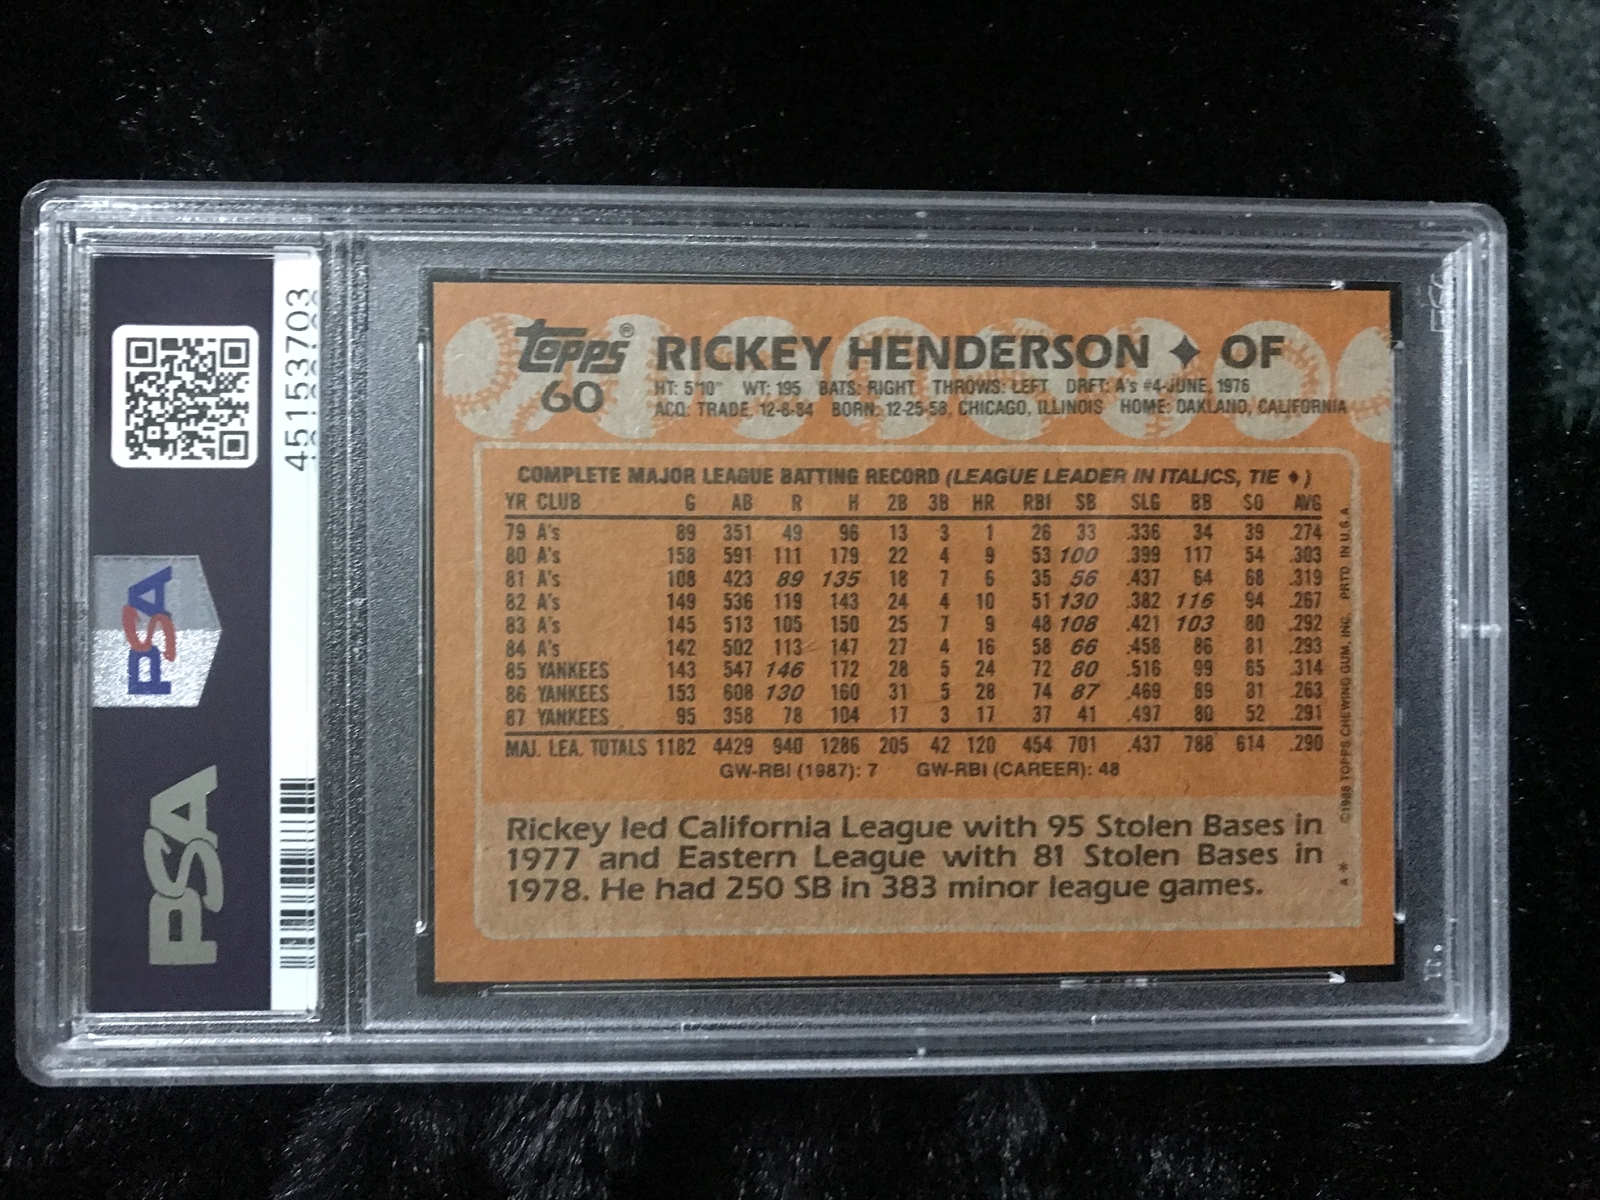 45153703
PSA
PSA
topps®
60
RICKEY HENDERSON ✦ OF
HT: 5'10" WT: 195 BATS: RIGHT THROWS: LEFT DRFT: A's #4-JUNE, 1976
ACQ: TRADE, 12-8-84 BORN: 12-25-58, CHICAGO, ILLINOIS HOME: OAKLAND, CALIFORNIA
COMPLETE MAJOR LEAGUE BATTING RECORD (LEAGUE LEADER IN ITALICS, TIE ♦)
YR CLUB G AB R H 2B 3B HR RBI SB SLG BB SO AVG
79 A's 89 351 49 96 13 3 1 26 33 .336 34 39 .274
80 A's 158 591 111 179 22 4 9 53 100 .399 117 54 .303
81 A's 108 423 89 135 18 7 6 35 56 .437 64 68 .319
82 A's 149 536 119 143 24 4 10 51 130 .382 116 94 .267
83 A's 145 513 105 150 25 7 9 48 108 .421 103 80 .292
84 A's 142 502 113 147 27 4 16 58 66 .458 86 81 .293
85 YANKEES 143 547 146 172 28 5 24 72 80 .516 99 65 .314
86 YANKEES 153 608 130 160 31 5 28 74 87 .469 89 81 .263
87 YANKEES 95 358 78 104 17 3 17 37 41 .497 80 52 .291
MAJ. LEA. TOTALS 1182 4429 940 1286 205 42 120 454 701 .437 788 614 .290
GW-RBI (1987): 7 GW-RBI (CAREER): 48
Rickey led California League with 95 Stolen Bases in
1977 and Eastern League with 81 Stolen Bases in
1978. He had 250 SB in 383 minor league games.
©1988 TOPPS CHEWING GUM, INC. PRTD IN U.S.A.
A**